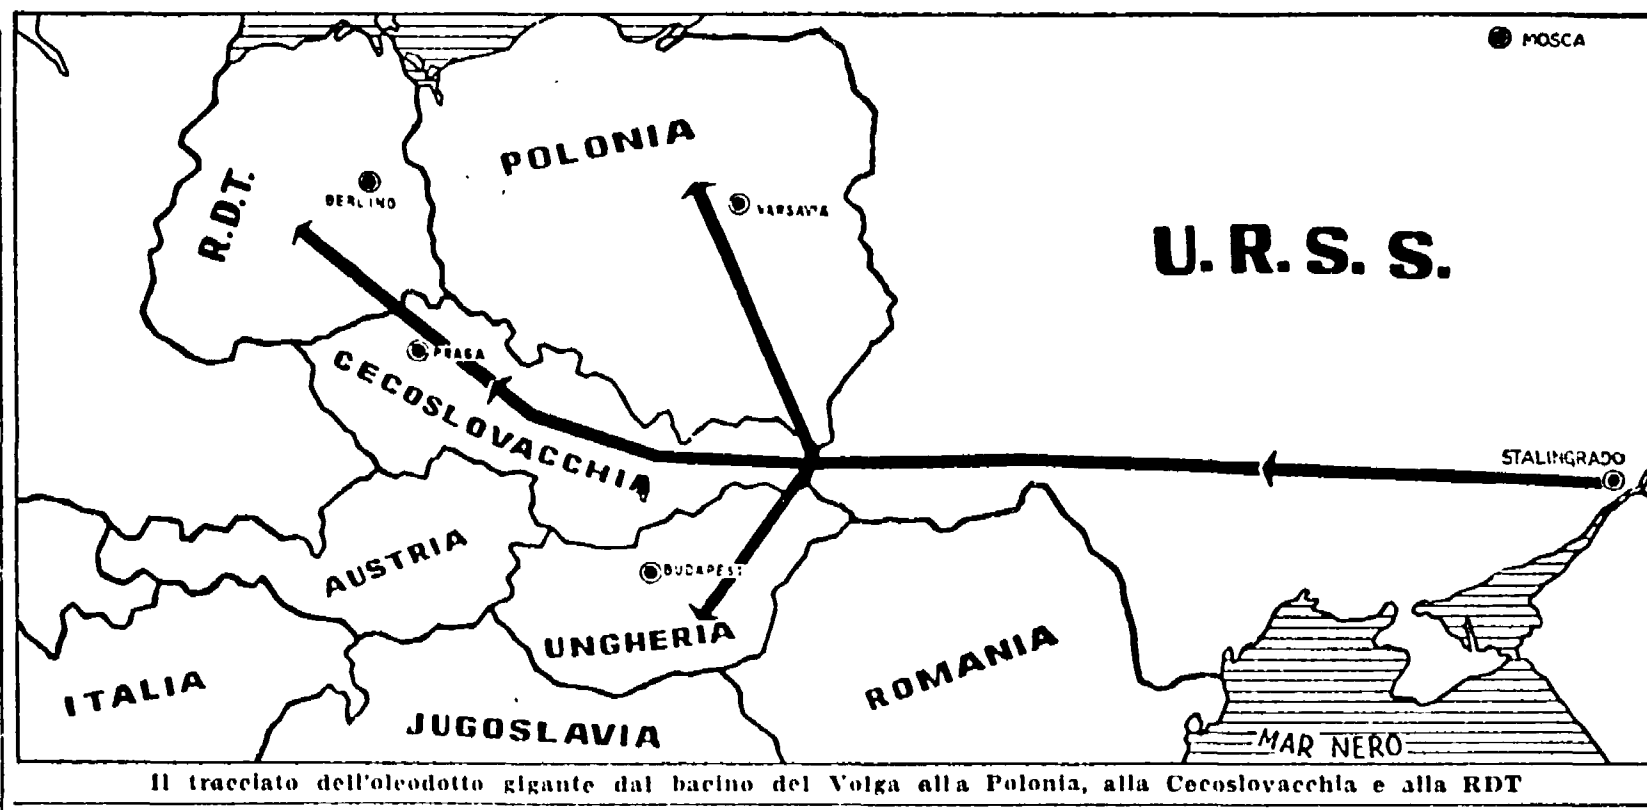 MOSCA
POLONIA
R.D.T.
BERLINO
VARSAVIA
U.R.S.S.
PRAGA
CECOSLOVACCHIA
STALINGRADO
AUSTRIA
BUDAPEST
UNGHERIA
ROMANIA
ITALIA
JUGOSLAVIA
MAR NERO
Il tracciato dell'oleodotto gigante dal bacino del Volga alla Polonia, alla Cecoslovacchia e alla RDT